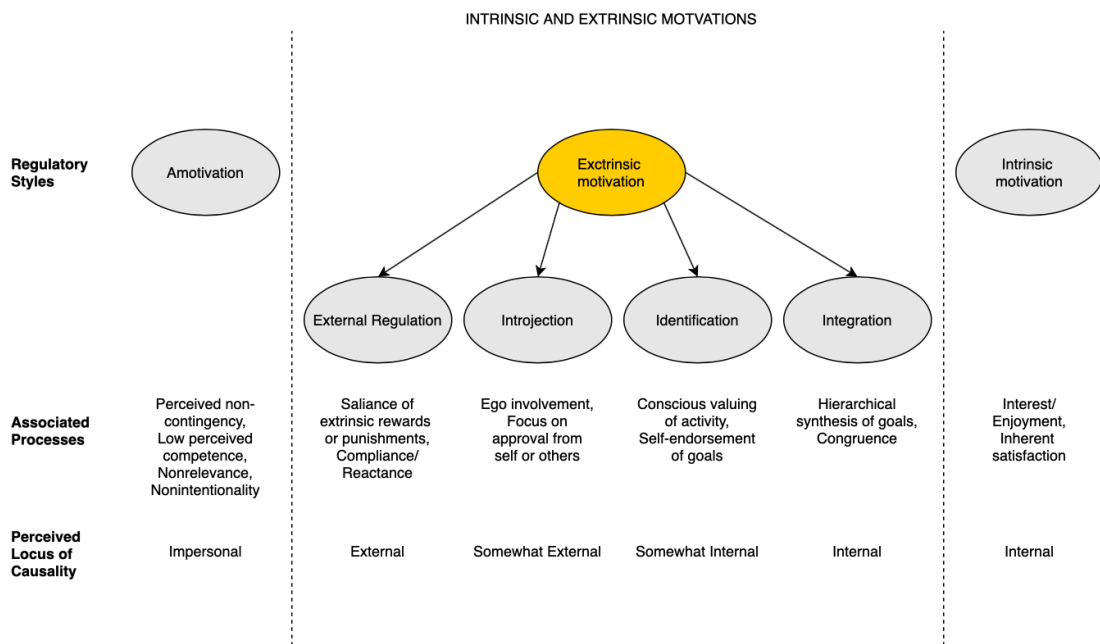 INTRINSIC AND EXTRINSIC MOTVATIONS
Regulatory
Styles
Amotivation
Exctrinsic
motivation
Intrinsic
motivation
External Regulation
Introjection
Identification
Integration
Associated
Processes
Perceived non-
contingency,
Low perceived
competence,
Nonrelevance,
Nonintentionality
Saliance of
extrinsic rewards
or punishments,
Compliance/
Reactance
Ego involvement,
Focus on
approval from
self or others
Conscious valuing
of activity,
Self-endorsement
of goals
Hierarchical
synthesis of goals,
Congruence
Interest/
Enjoyment,
Inherent
satisfaction
Perceived
Locus of
Causality
Impersonal
External
Somewhat External
Somewhat Internal
Internal
Internal